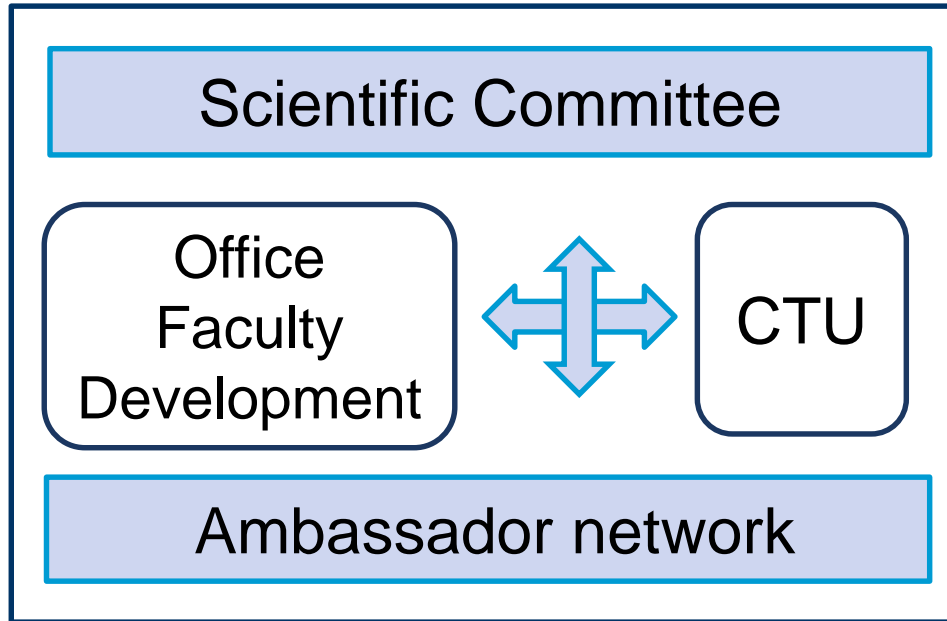 Scientific Committee
Office
Faculty
Development
CTU
Ambassador network